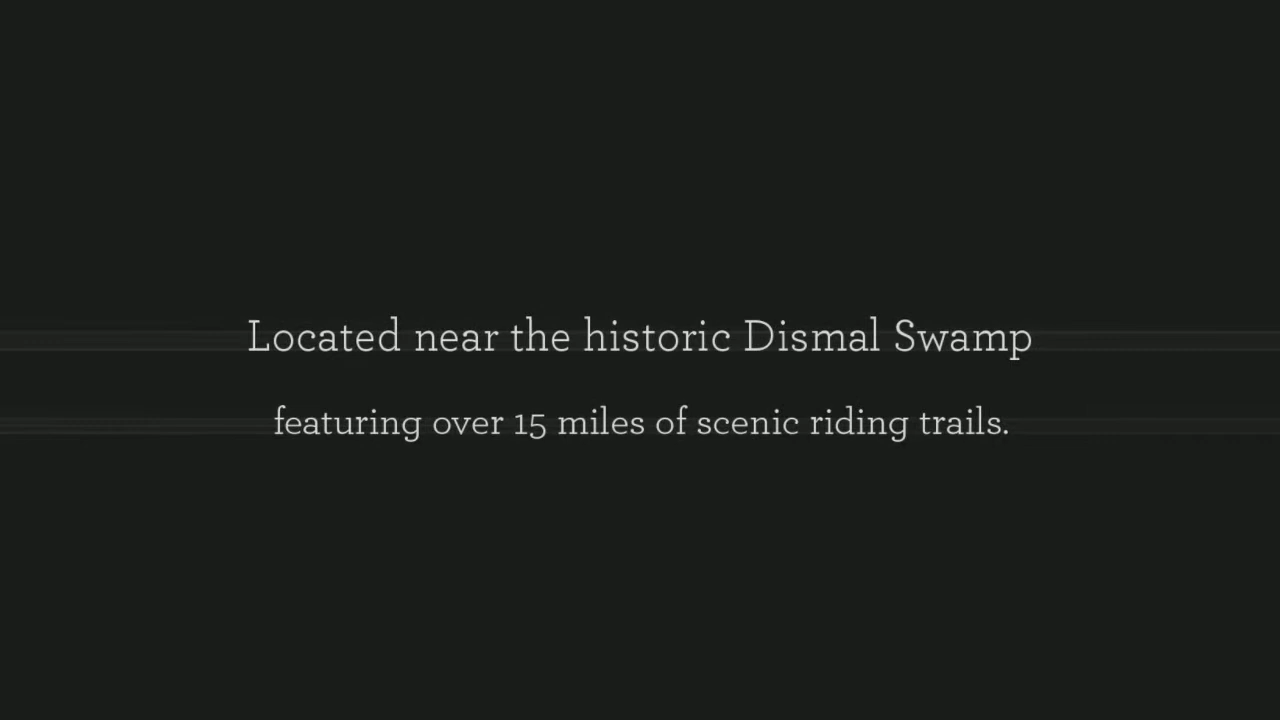 Located near the historic Dismal Swamp
featuring over 15 miles of scenic riding trails.